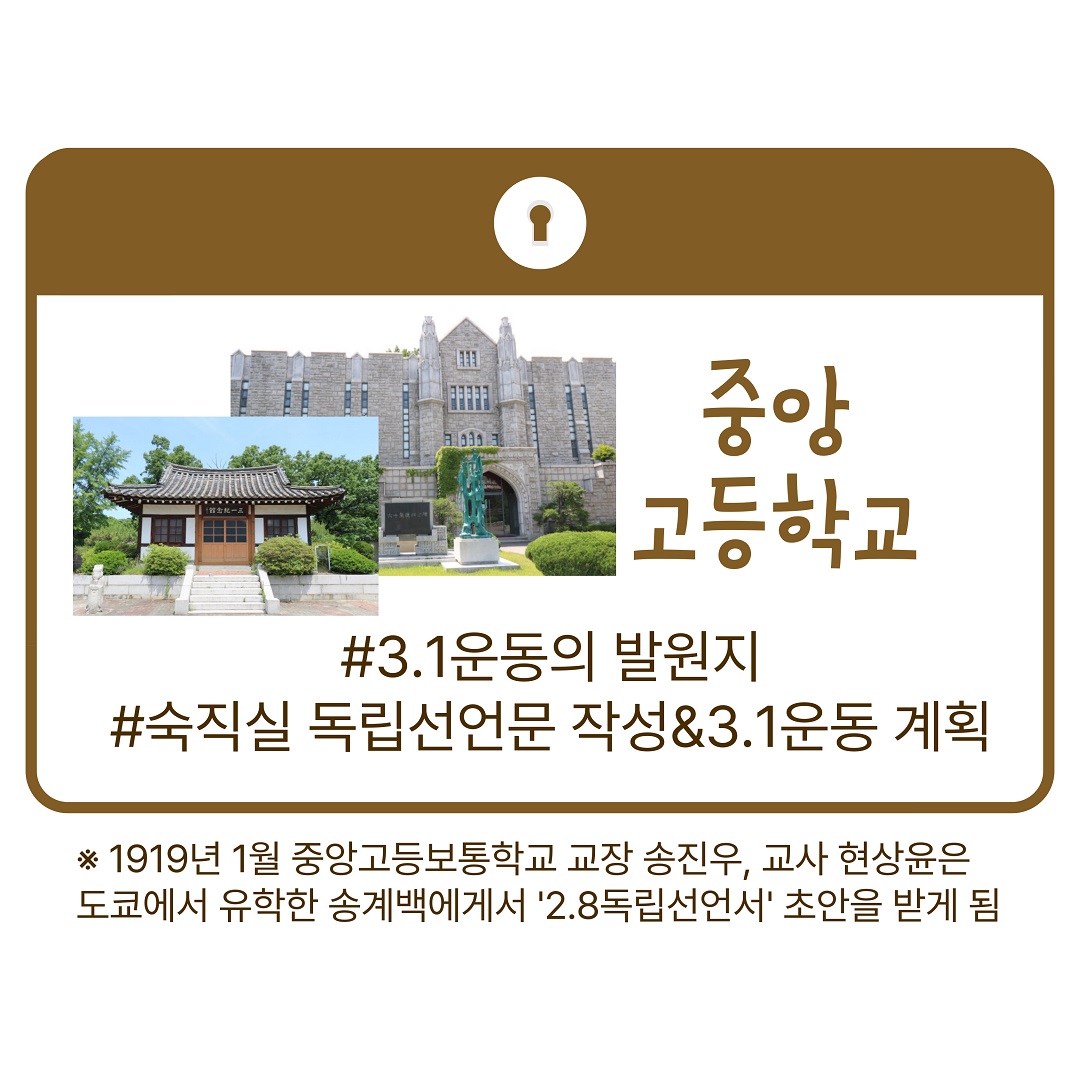 三一紀念館
중앙
고등학교
#3.1운동의 발원지
#숙직실 독립선언문 작성&3.1운동 계획
※ 1919년 1월 중앙고등보통학교 교장 송진우, 교사 현상윤은
도쿄에서 유학한 송계백에게서 '2.8독립선언서' 초안을 받게 됨